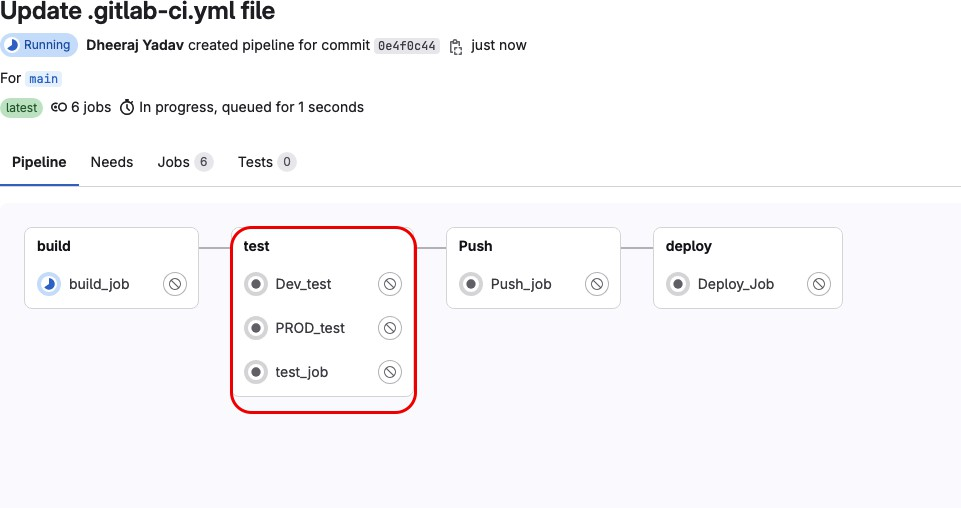 Update .gitlab-ci.yml file
Running Dheeraj Yadav created pipeline for commit 0e4f0c44 just now
For main
latest 6 jobs In progress, queued for 1 seconds
Pipeline Needs Jobs 6 Tests 0
build test Push deploy
build_job Dev_test Push_job Deploy_Job
PROD_test
test_job